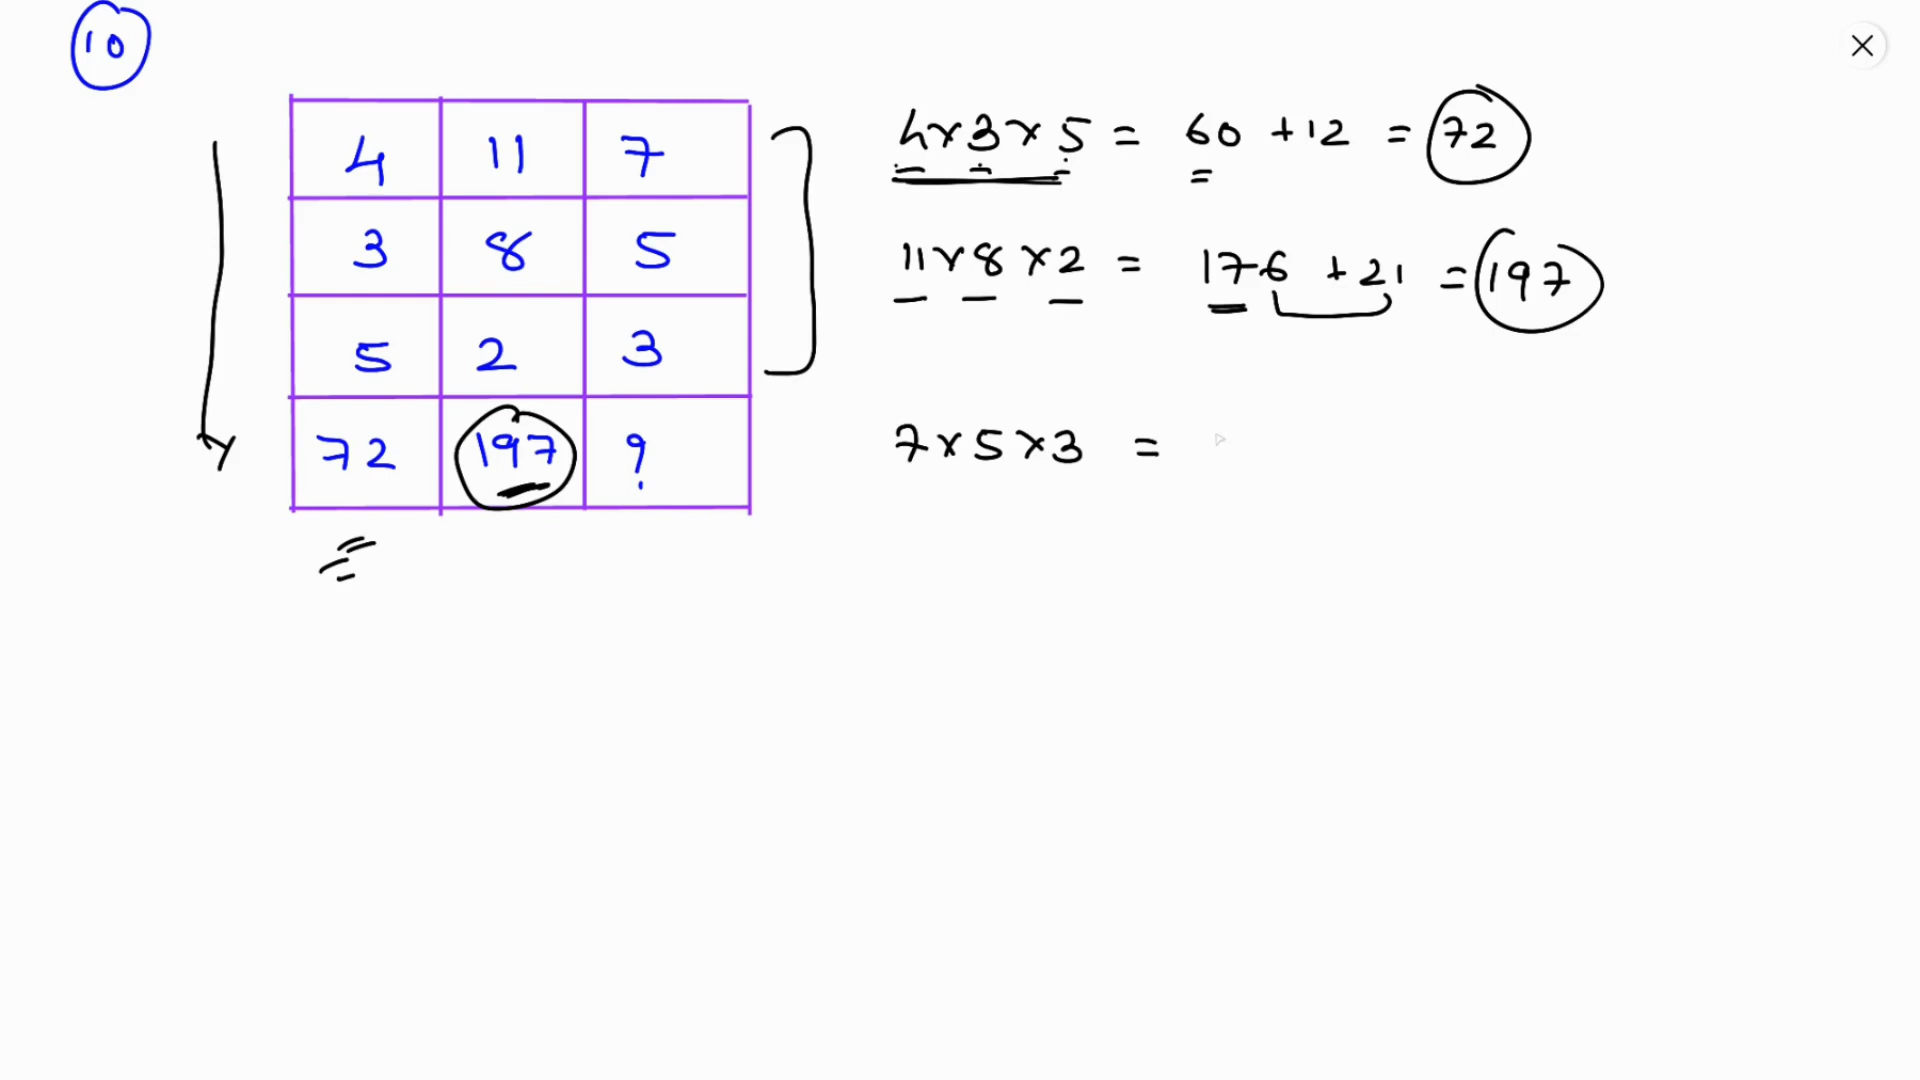 10
4 11 7
3 8 5
5 2 3
72 197 ?
4 x 3 x 5 = 60 + 12 = 72
11 x 8 x 2 = 176 + 21 = 197
7 x 5 x 3 =